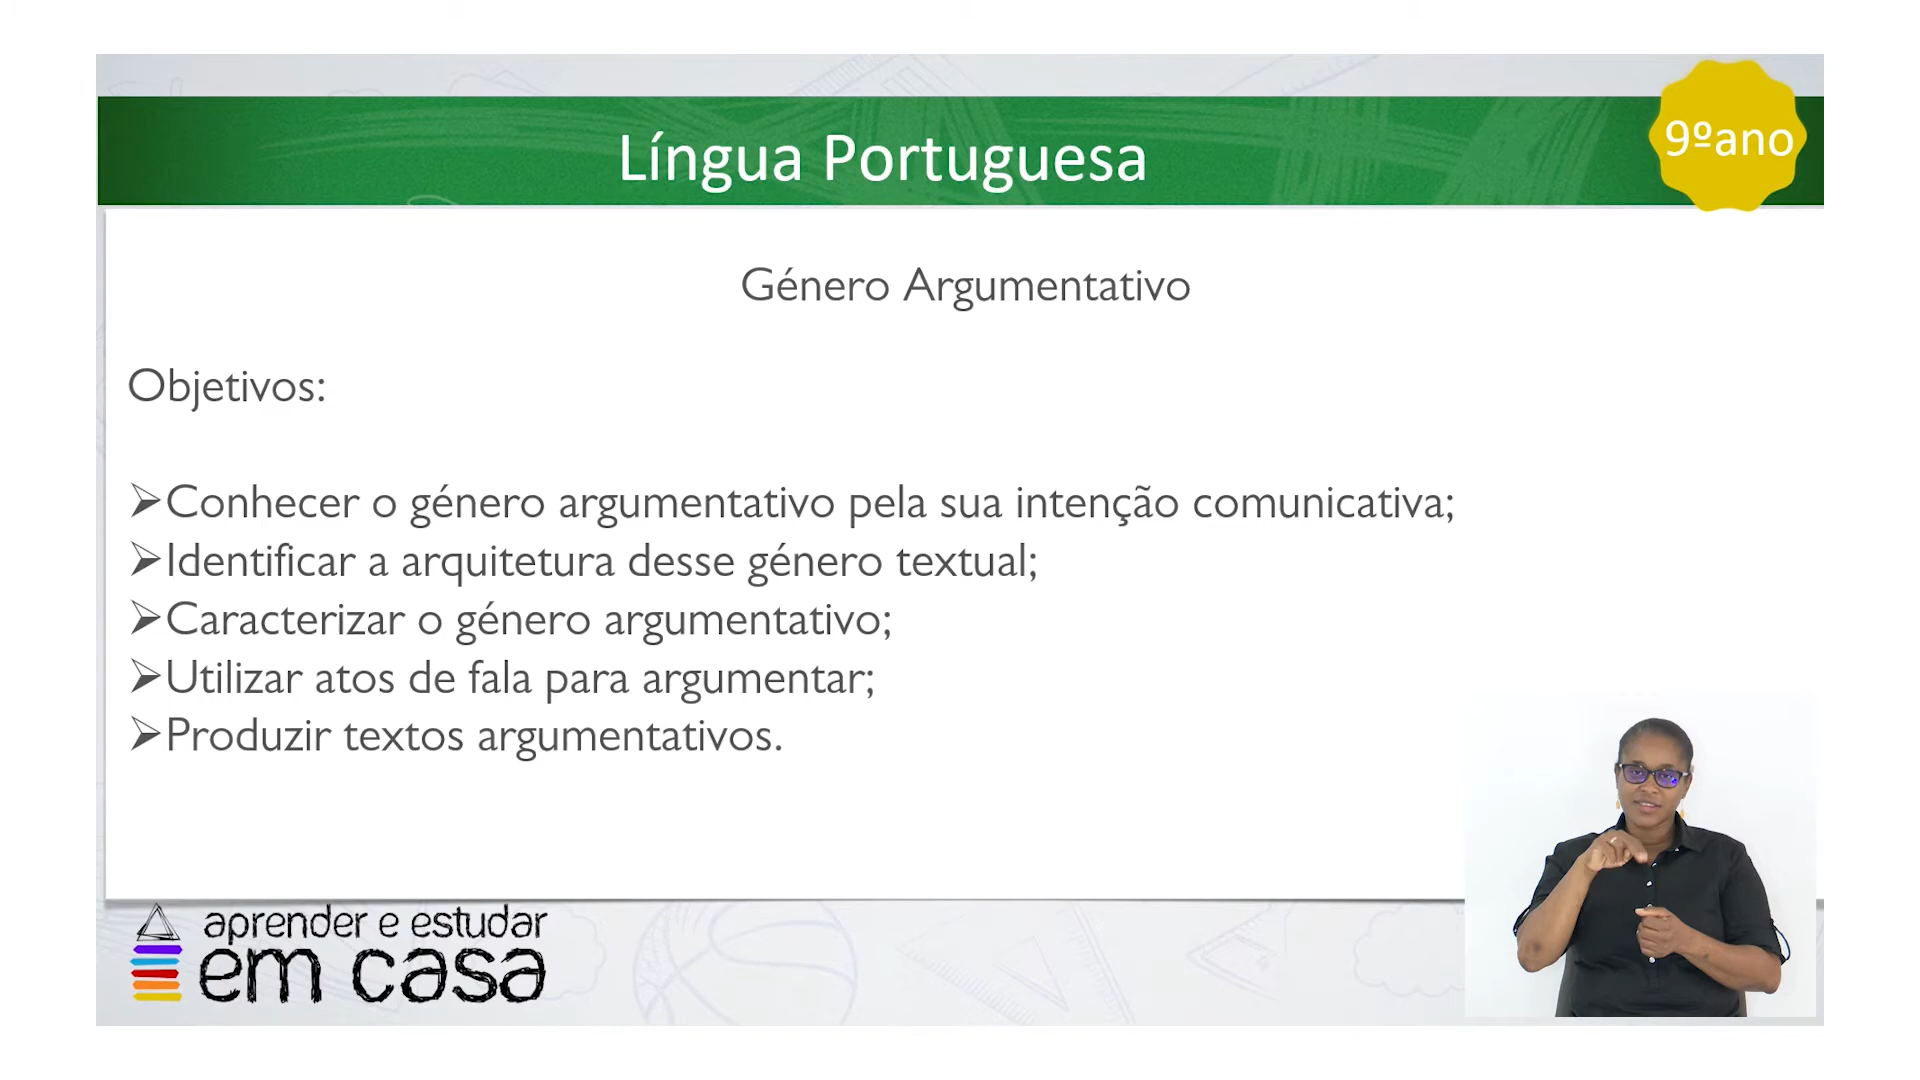 Língua Portuguesa
9ºano
Género Argumentativo
Objetivos:
➢Conhecer o género argumentativo pela sua intenção comunicativa;
➢Identificar a arquitetura desse género textual;
➢Caracterizar o género argumentativo;
➢Utilizar atos de fala para argumentar;
➢Produzir textos argumentativos.
aprender e estudar
em casa